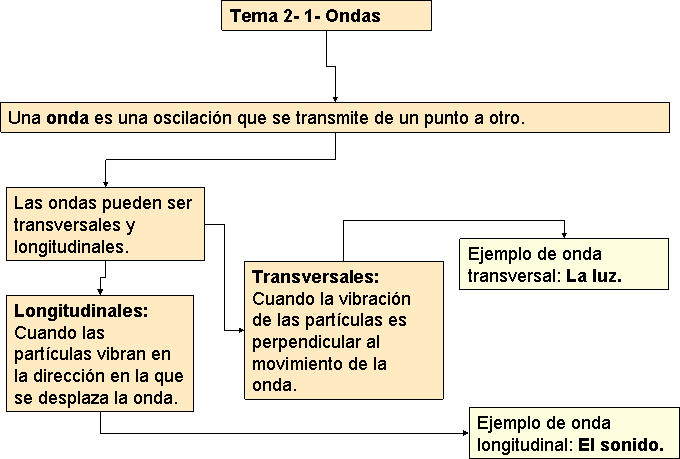 Tema 2- 1- Ondas
Una onda es una oscilación que se transmite de un punto a otro.
Las ondas pueden ser
transversales y
longitudinales.
Transversales:
Cuando la vibración
de las partículas es
perpendicular al
movimiento de la
onda.
Ejemplo de onda
transversal: La luz.
Longitudinales:
Cuando las
partículas vibran en
la dirección en la que
se desplaza la onda.
Ejemplo de onda
longitudinal: El sonido.